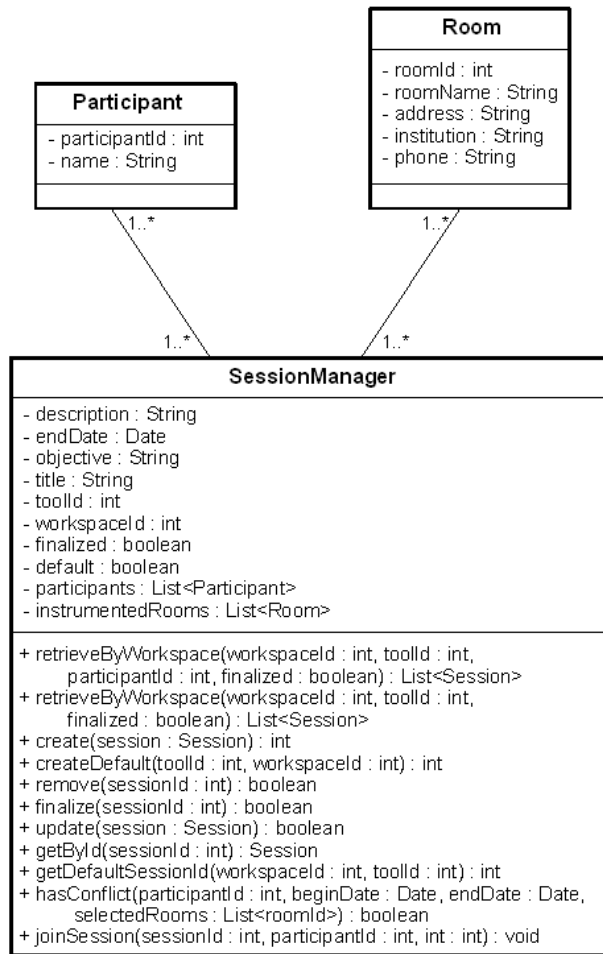 Room
- roomId : int
- roomName : String
- address : String
- institution : String
- phone : String
Participant
- participantId : int
- name : String
1..*
1..*
1..*
1..*
SessionManager
- description : String
- endDate : Date
- objective : String
- title : String
- toolId : int
- workspaceId : int
- finalized : boolean
- default : boolean
- participants : List<Participant>
- instrumentedRooms : List<Room>
+ retrieveByWorkspace(workspaceId : int, toolId : int,
participantId : int, finalized : boolean) : List<Session>
+ retrieveByWorkspace(workspaceId : int, toolId : int,
finalized : boolean) : List<Session>
+ create(session : Session) : int
+ createDefault(toolId : int, workspaceId : int) : int
+ remove(sessionId : int) : boolean
+ finalize(sessionId : int) : boolean
+ update(session : Session) : boolean
+ getById(sessionId : int) : Session
+ getDefaultSessionId(workspaceId : int, toolId : int) : int
+ hasConflict(participantId : int, beginDate : Date, endDate : Date,
selectedRooms : List<roomId>) : boolean
+ joinSession(sessionId : int, participantId : int, int : int) : void